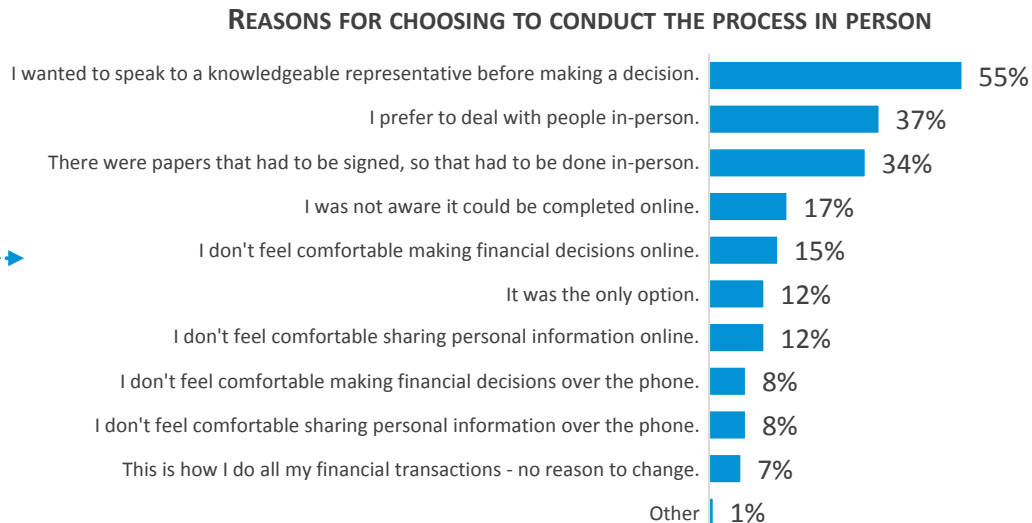 REASONS FOR CHOOSING TO CONDUCT THE PROCESS IN PERSON
I wanted to speak to a knowledgeable representative before making a decision. 55%
I prefer to deal with people in-person. 37%
There were papers that had to be signed, so that had to be done in-person. 34%
I was not aware it could be completed online. 17%
I don't feel comfortable making financial decisions online. 15%
It was the only option. 12%
I don't feel comfortable sharing personal information online. 12%
I don't feel comfortable making financial decisions over the phone. 8%
I don't feel comfortable sharing personal information over the phone. 8%
This is how I do all my financial transactions - no reason to change. 7%
Other 1%